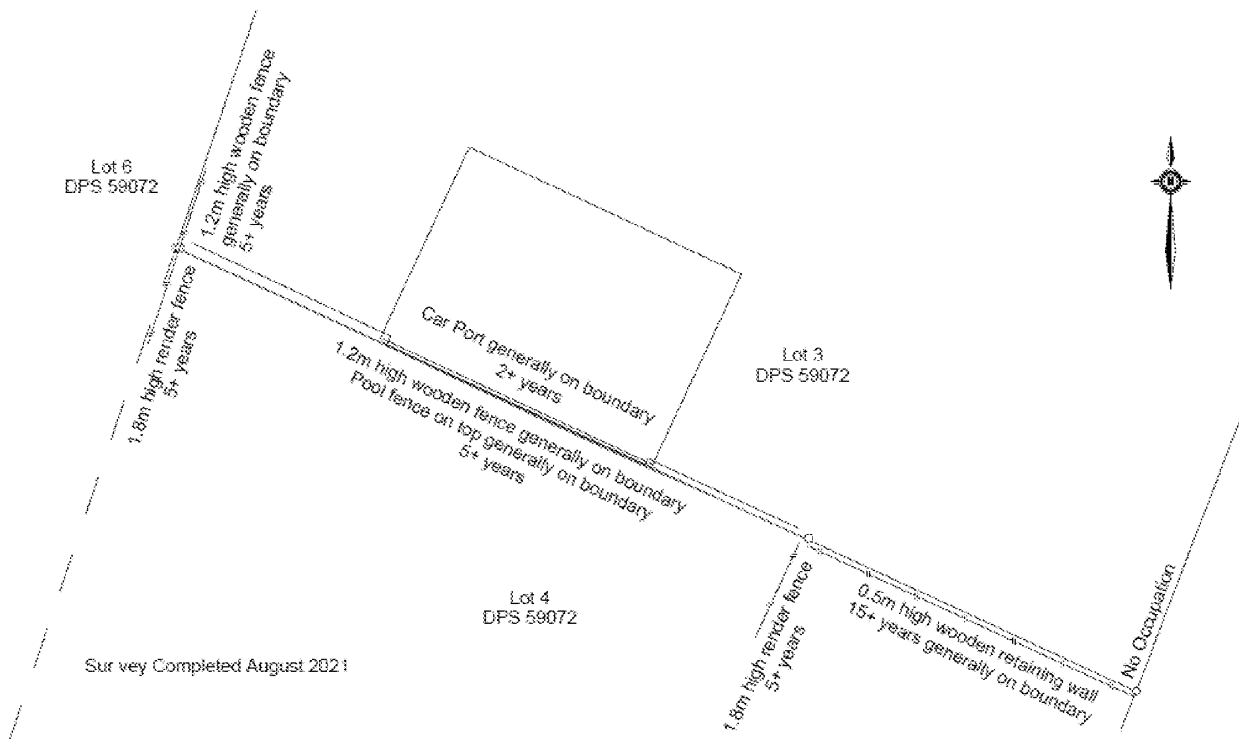 1.2m high wooden fence
generally on boundary
5+ years
Lot 6
DPS 59072
1.8m high render fence
5+ years
Car Port generally on boundary
2+ years
1.2m high wooden fence generally on boundary
Pool fence on top generally on boundary
5+ years
Lot 3
DPS 59072
N
Lot 4
DPS 59072
1.8m high render fence
5+ years
0.5m high wooden retaining wall
15+ years generally on boundary
No Occupation
Sur vey Completed August 2021